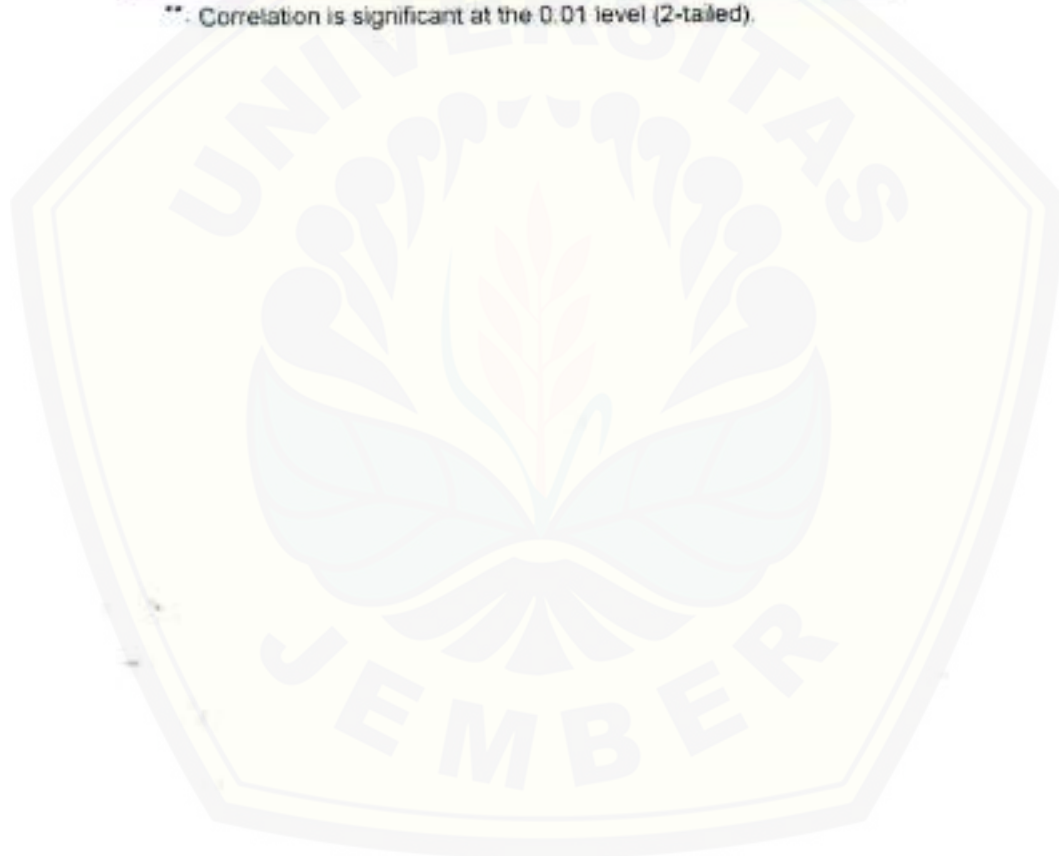 **. Correlation is significant at the 0.01 level (2-tailed).
UNIVERSITAS
JEMBER